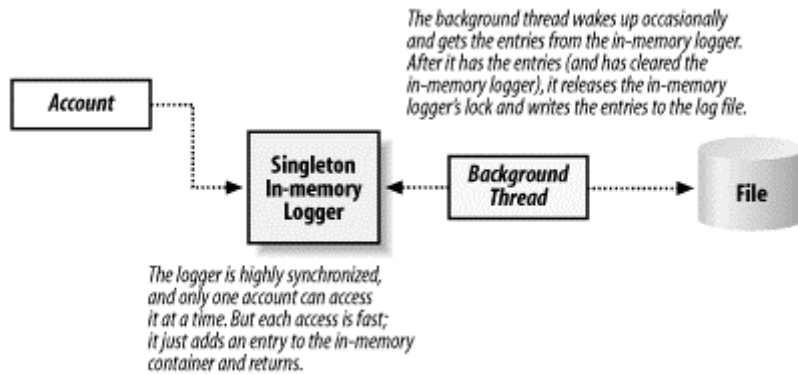 The background thread wakes up occasionally
and gets the entries from the in-memory logger.
After it has the entries (and has cleared the
in-memory logger), it releases the in-memory
logger's lock and writes the entries to the log file.
Account
Singleton
In-memory
Logger
Background
Thread
File
The logger is highly synchronized,
and only one account can access
it at a time. But each access is fast;
it just adds an entry to the in-memory
container and returns.